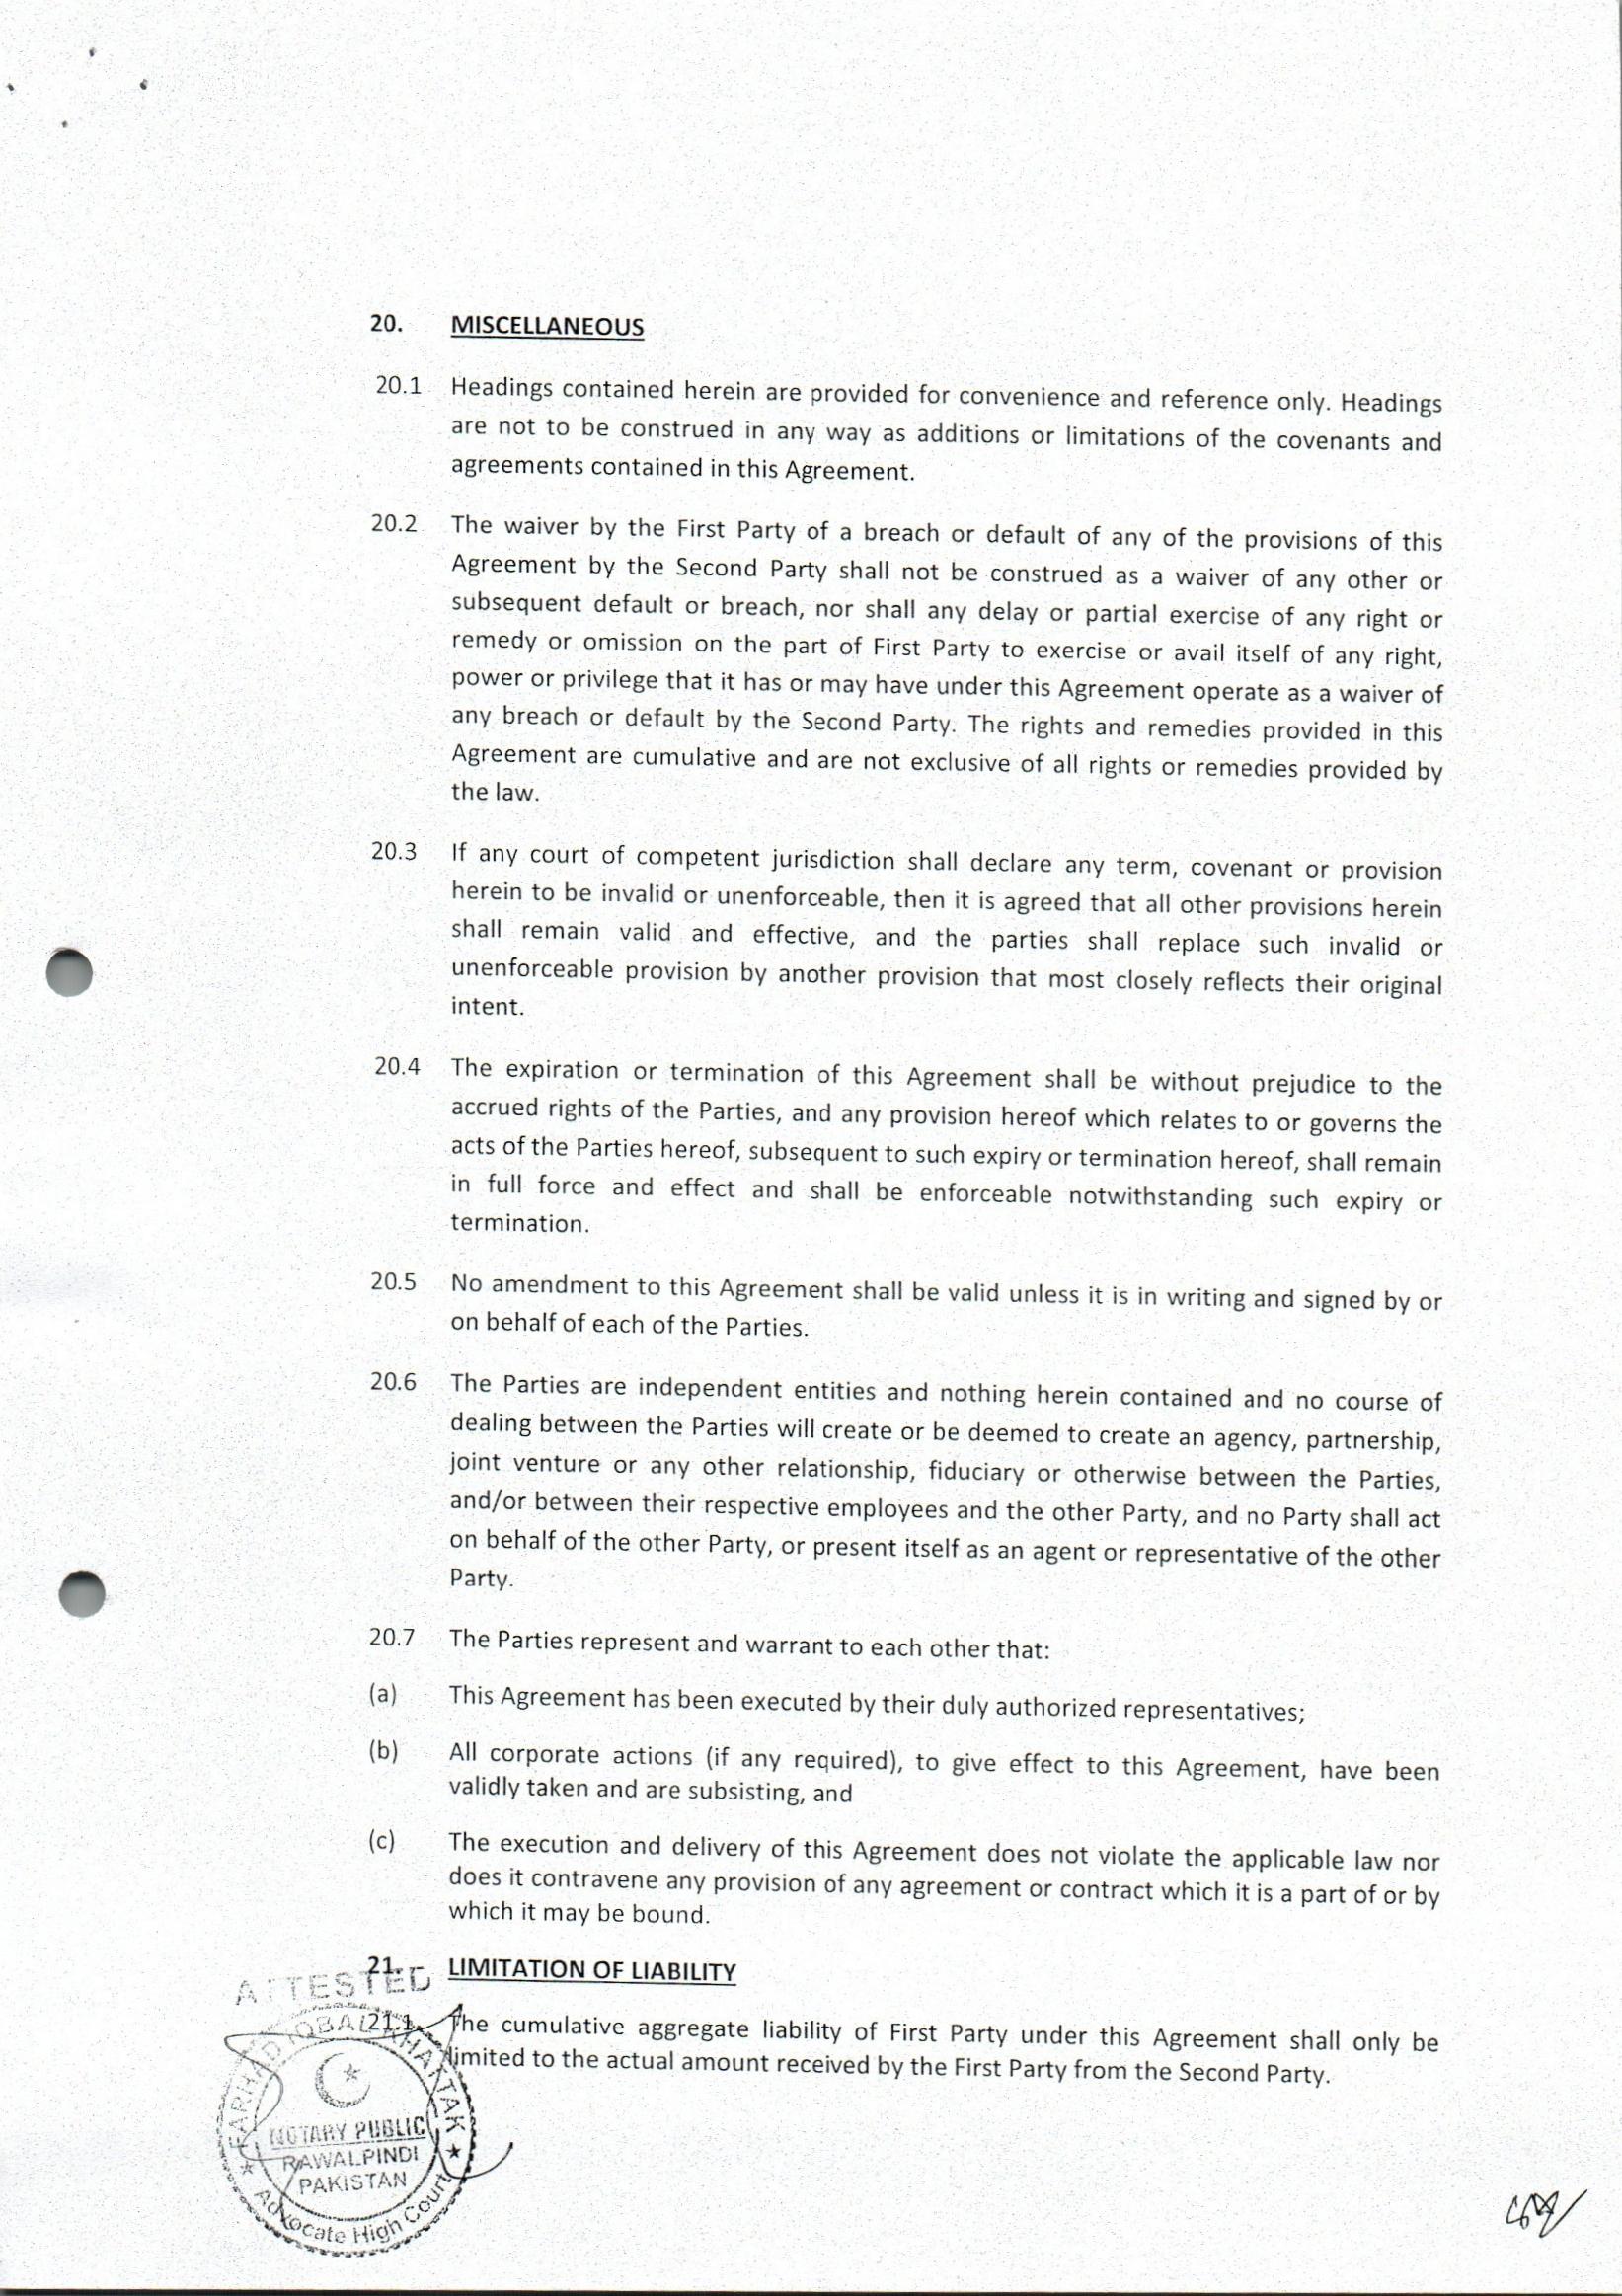 20. MISCELLANEOUS
20.1 Headings contained herein are provided for convenience and reference only. Headings
are not to be construed in any way as additions or limitations of the covenants and
agreements contained in this Agreement.
20.2 The waiver by the First Party of a breach or default of any of the provisions of this
Agreement by the Second Party shall not be construed as a waiver of any other or
subsequent default or breach, nor shall any delay or partial exercise of any right or
remedy or omission on the part of First Party to exercise or avail itself of any right,
power or privilege that it has or may have under this Agreement operate as a waiver of
any breach or default by the Second Party. The rights and remedies provided in this
Agreement are cumulative and are not exclusive of all rights or remedies provided by
the law.
20.3 If any court of competent jurisdiction shall declare any term, covenant or provision
herein to be invalid or unenforceable, then it is agreed that all other provisions herein
shall remain valid and effective, and the parties shall replace such invalid or
unenforceable provision by another provision that most closely reflects their original
intent.
20.4 The expiration or termination of this Agreement shall be without prejudice to the
accrued rights of the Parties, and any provision hereof which relates to or governs the
acts of the Parties hereof, subsequent to such expiry or termination hereof, shall remain
in full force and effect and shall be enforceable notwithstanding such expiry or
termination.
20.5 No amendment to this Agreement shall be valid unless it is in writing and signed by or
on behalf of each of the Parties.
20.6 The Parties are independent entities and nothing herein contained and no course of
dealing between the Parties will create or be deemed to create an agency, partnership,
joint venture or any other relationship, fiduciary or otherwise between the Parties,
and/or between their respective employees and the other Party, and no Party shall act
on behalf of the other Party, or present itself as an agent or representative of the other
Party.
20.7 The Parties represent and warrant to each other that:
(a) This Agreement has been executed by their duly authorized representatives;
(b) All corporate actions (if any required), to give effect to this Agreement, have been
validly taken and are subsisting, and
(c) The execution and delivery of this Agreement does not violate the applicable law nor
does it contravene any provision of any agreement or contract which it is a part of or by
which it may be bound.
21. LIMITATION OF LIABILITY
ATTESTED
21.1 The cumulative aggregate liability of First Party under this Agreement shall only be
limited to the actual amount received by the First Party from the Second Party.
IQBAL KHATTAK
NOTARY PUBLIC
RAWALPINDI
PAKISTAN
Advocate High Court